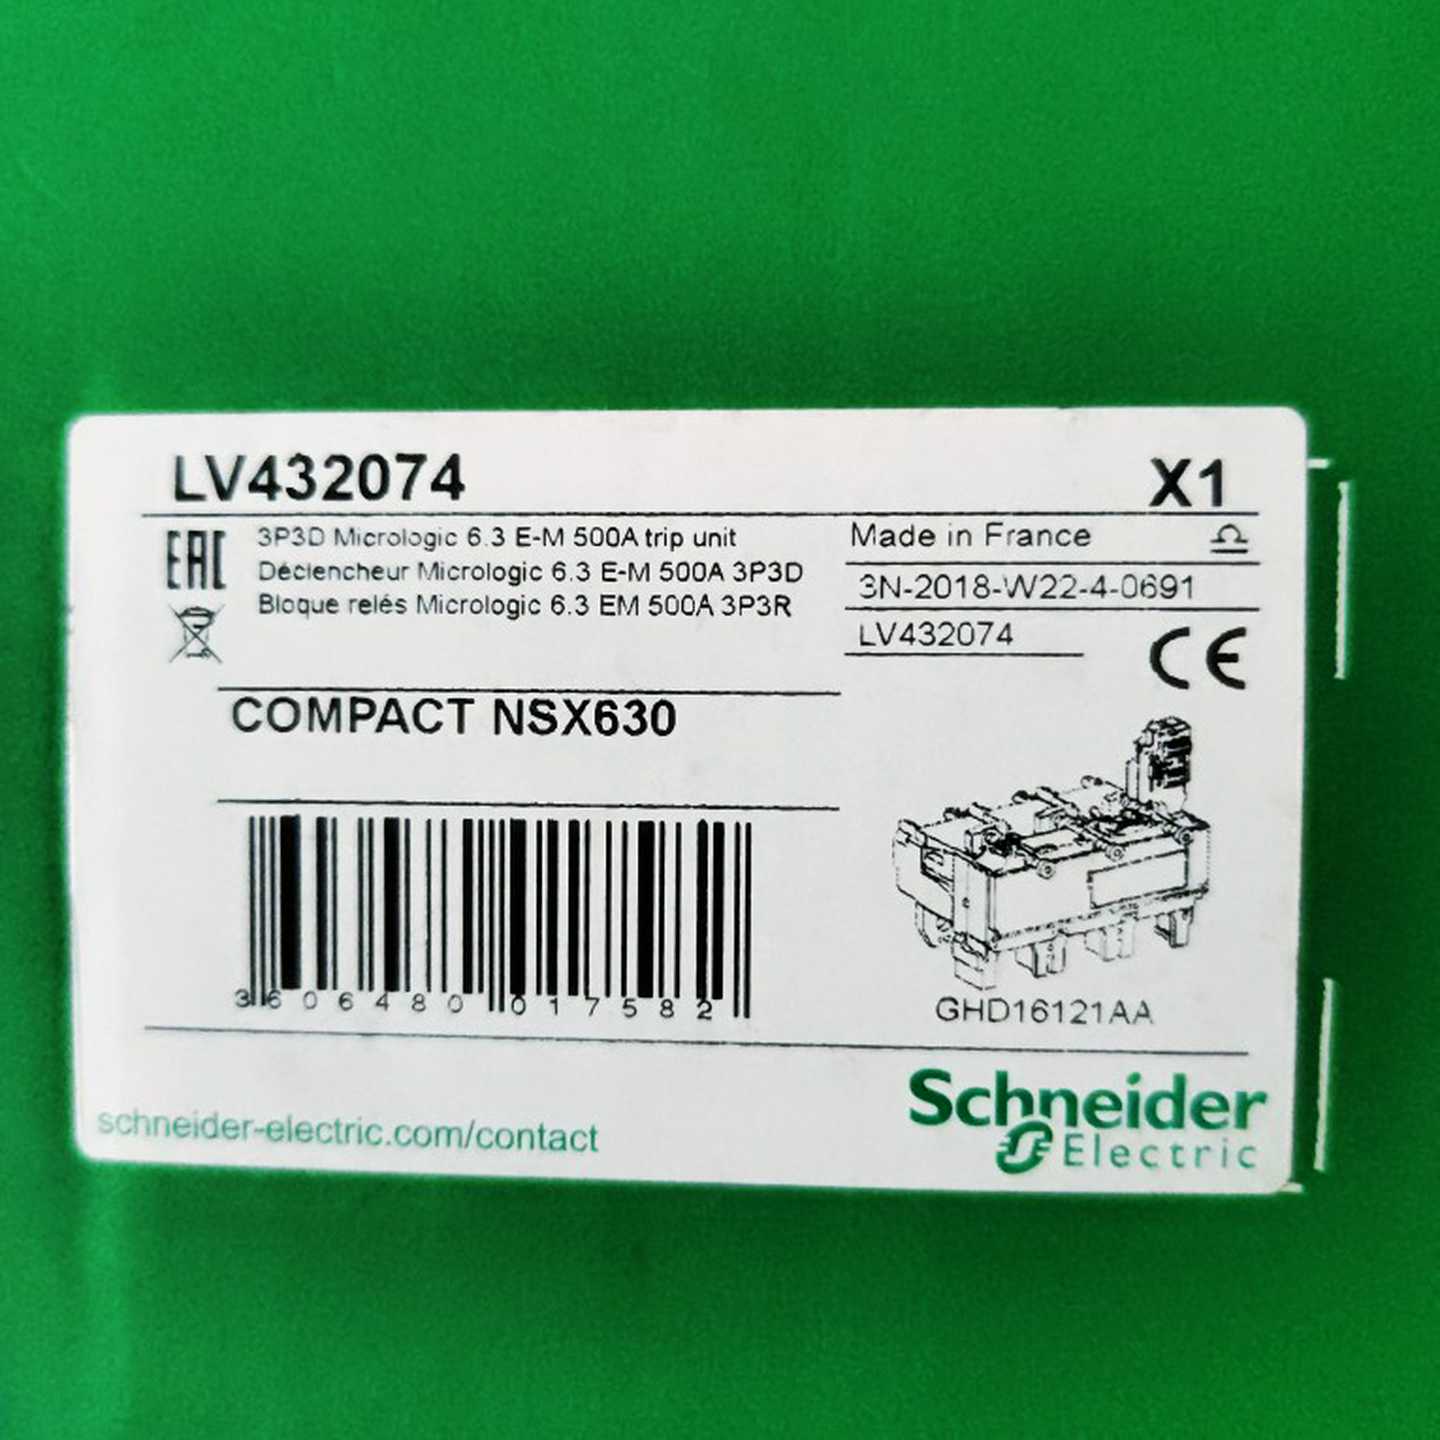 LV432074 X1
EAC
3P3D Micrologic 6.3 E-M 500A trip unit
Déclencheur Micrologic 6.3 E-M 500A 3P3D
Bloque relés Micrologic 6.3 EM 500A 3P3R
Made in France
3N-2018-W22-4-0691
LV432074
CE
COMPACT NSX630
3 606480 017582
GHD16121AA
schneider-electric.com/contact
Schneider
Electric